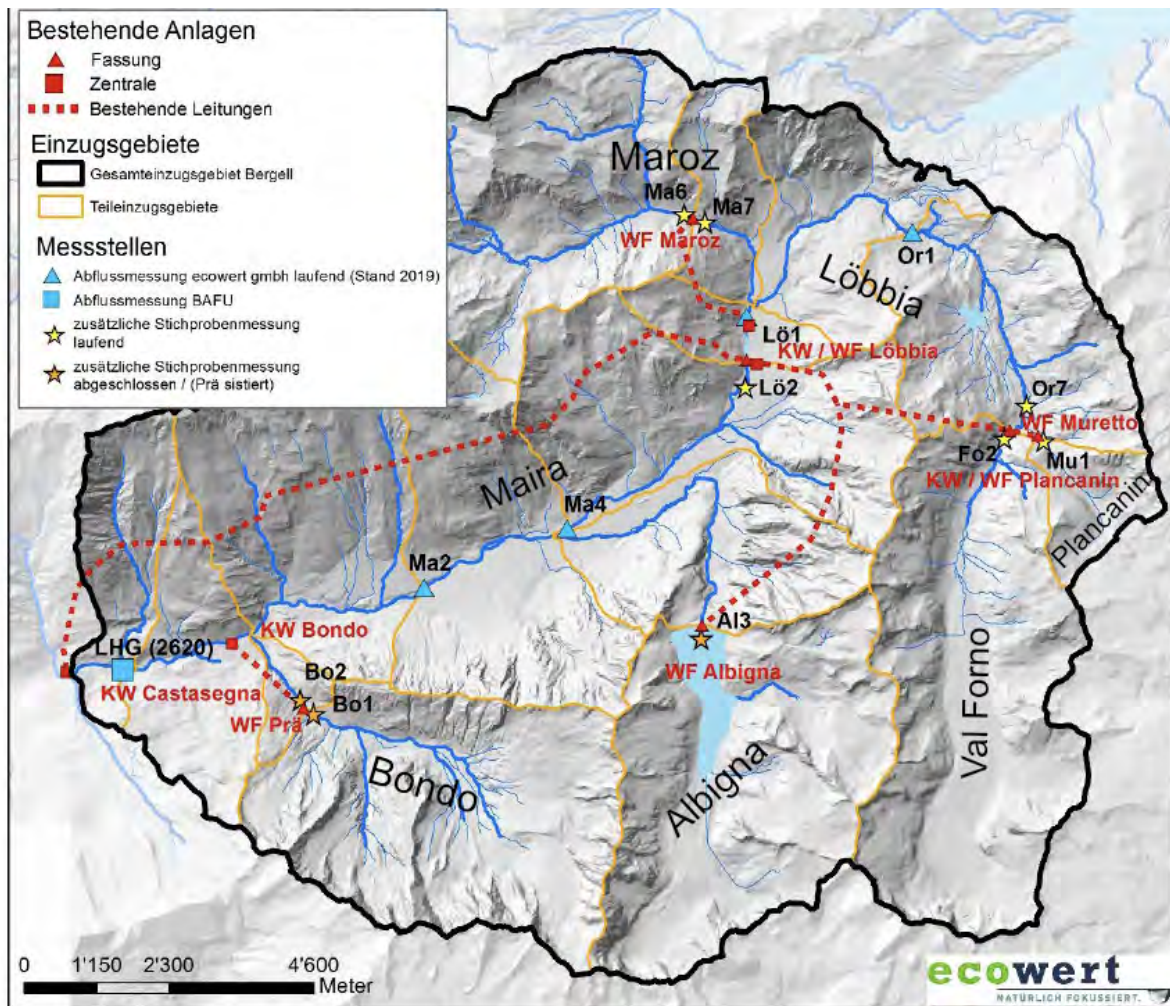 Bestehende Anlagen
Fassung
Zentrale
Bestehende Leitungen
Einzugsgebiete
Gesamteinzugsgebiet Bergell
Teileinzugsgebiete
Messstellen
Abflussmessung ecowert gmbh laufend (Stand 2019)
Abflussmessung BAFU
zusätzliche Stichprobenmessung
laufend
zusätzliche Stichprobenmessung
abgeschlossen / (Prä sistiert)
Maroz
Ma6
Ma7
WF Maroz
Or1
Löbbia
Lö1
KW / WF Löbbia
Lö2
Or7
WF Muretto
Fo2
Mu1
KW / WF Plancanin
Plancanin
Maira
Ma4
Ma2
Al3
WF Albigna
KW Bondo
LHG (2620)
KW Castasegna
Bo2
Bo1
WF Prä
Bondo
Albigna
Val Forno
0 1'150 2'300 4'600
Meter
ecowert
NATÜRLICH FOKUSSIERT.